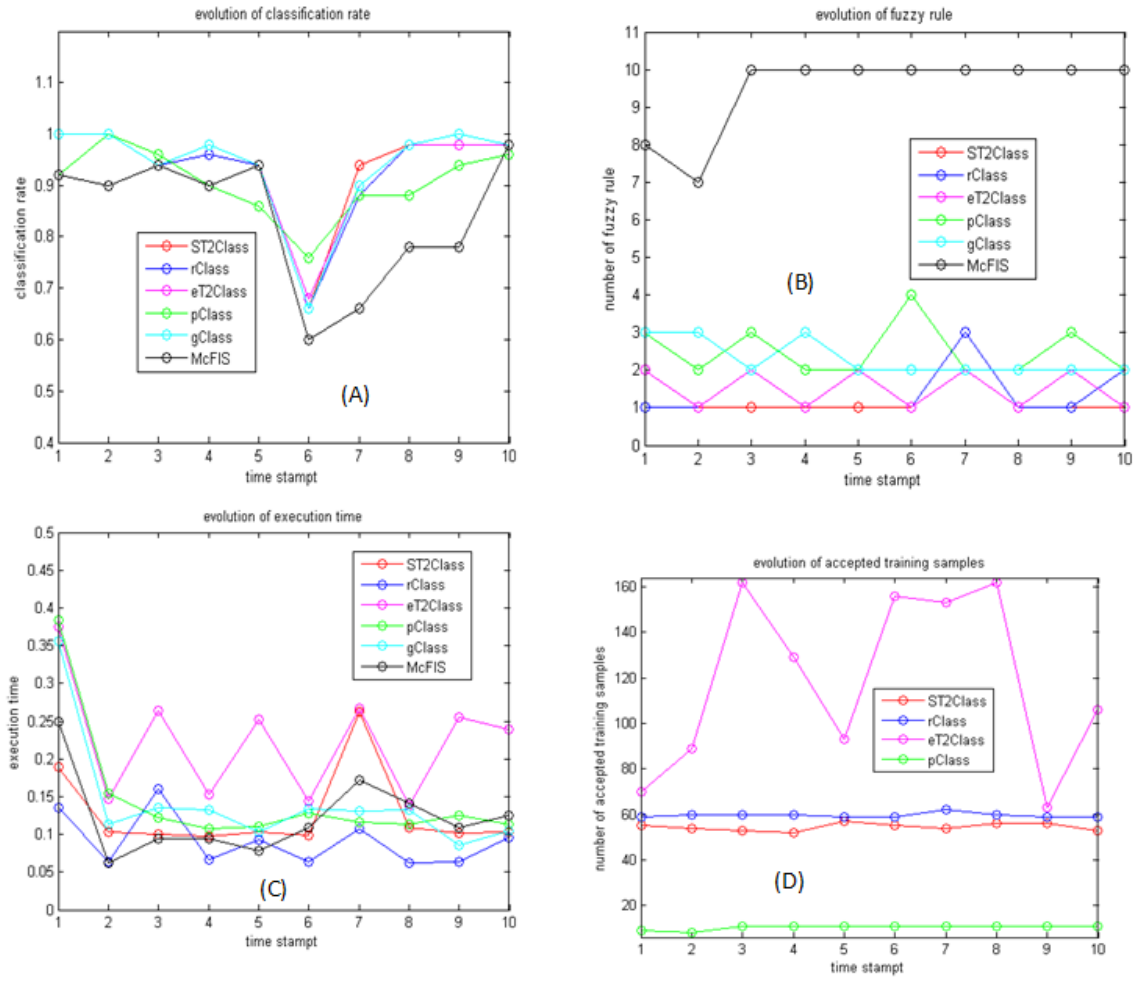 evolution of classification rate
1.1
1
0.9
0.8
0.7
0.6
0.5
0.4
classification rate
ST2Class
rClass
eT2Class
pClass
gClass
McFIS
(A)
1 2 3 4 5 6 7 8 9 10
time stampt
evolution of fuzzy rule
11
10
9
8
7
6
5
4
3
2
1
0
number of fuzzy rule
ST2Class
rClass
eT2Class
pClass
gClass
McFIS
(B)
1 2 3 4 5 6 7 8 9 10
time stampt
evolution of execution time
0.5
0.45
0.4
0.35
0.3
0.25
0.2
0.15
0.1
0.05
0
execution time
ST2Class
rClass
eT2Class
pClass
gClass
McFIS
(C)
1 2 3 4 5 6 7 8 9 10
time stampt
evolution of accepted training samples
160
140
120
100
80
60
40
20
number of accepted training samples
ST2Class
rClass
eT2Class
pClass
(D)
1 2 3 4 5 6 7 8 9 10
time stampt